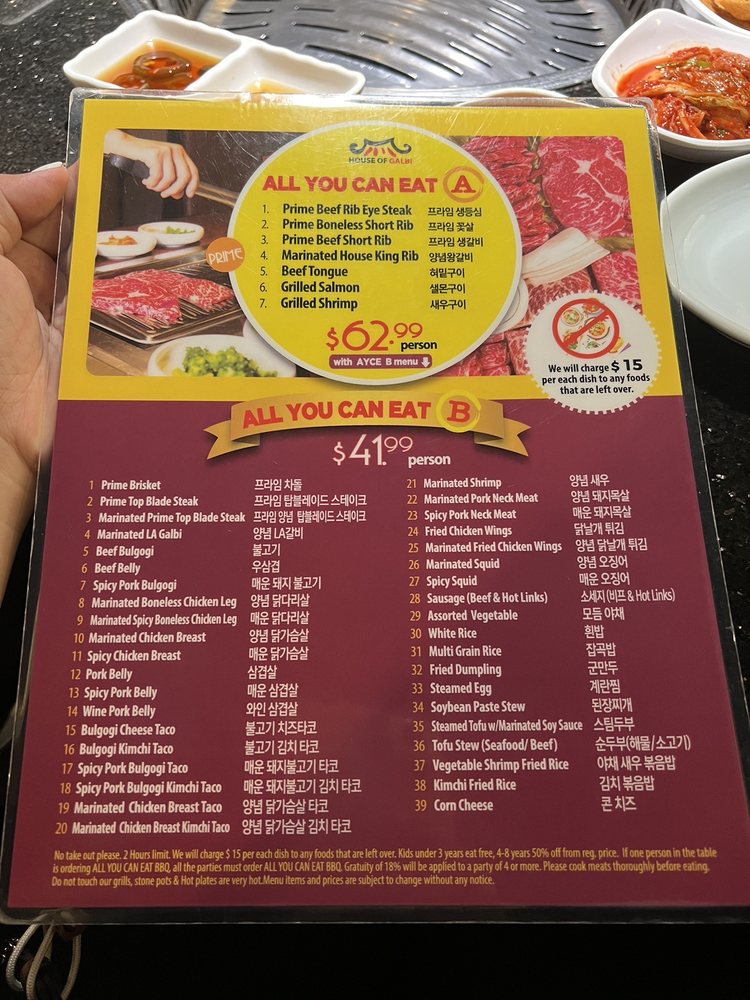 HOUSE OF GALBI
ALL YOU CAN EAT A
1. Prime Beef Rib Eye Steak 프라임 생등심
2. Prime Boneless Short Rib 프라임 꽃살
3. Prime Beef Short Rib 프라임 생갈비
4. Marinated House King Rib 양념왕갈비
5. Beef Tongue 혀밑구이
6. Grilled Salmon 샐몬구이
7. Grilled Shrimp 새우구이
PRIME
$62.99 person
with AYCE B menu
We will charge $ 15
per each dish to any foods
that are left over.
ALL YOU CAN EAT B
$41.99 person
1 Prime Brisket 프라임 차돌
2 Prime Top Blade Steak 프라임 탑블레이드 스테이크
3 Marinated Prime Top Blade Steak 프라임 양념 탑블레이드 스테이크
4 Marinated LA Galbi 양념 LA갈비
5 Beef Bulgogi 불고기
6 Beef Belly 우삼겹
7 Spicy Pork Bulgogi 매운 돼지 불고기
8 Marinated Boneless Chicken Leg 양념 닭다리살
9 Marinated Spicy Boneless Chicken Leg 매운 닭다리살
10 Marinated Chicken Breast 양념 닭가슴살
11 Spicy Chicken Breast 매운 닭가슴살
12 Pork Belly 삼겹살
13 Spicy Pork Belly 매운 삼겹살
14 Wine Pork Belly 와인 삼겹살
15 Bulgogi Cheese Taco 불고기 치즈타코
16 Bulgogi Kimchi Taco 불고기 김치 타코
17 Spicy Pork Bulgogi Taco 매운 돼지불고기 타코
18 Spicy Pork Bulgogi Kimchi Taco 매운 돼지불고기 김치 타코
19 Marinated Chicken Breast Taco 양념 닭가슴살 타코
20 Marinated Chicken Breast Kimchi Taco 양념 닭가슴살 김치 타코
21 Marinated Shrimp 양념 새우
22 Marinated Pork Neck Meat 양념 돼지목살
23 Spicy Pork Neck Meat 매운 돼지목살
24 Fried Chicken Wings 닭날개 튀김
25 Marinated Fried Chicken Wings 양념 닭날개 튀김
26 Marinated Squid 양념 오징어
27 Spicy Squid 매운 오징어
28 Sausage (Beef & Hot Links) 소세지 (비프 & Hot Links)
29 Assorted Vegetable 모듬 야채
30 White Rice 흰밥
31 Multi Grain Rice 잡곡밥
32 Fried Dumpling 군만두
33 Steamed Egg 계란찜
34 Soybean Paste Stew 된장찌개
35 Steamed Tofu w/Marinated Soy Sauce 스팀두부
36 Tofu Stew (Seafood/ Beef) 순두부(해물/소고기)
37 Vegetable Shrimp Fried Rice 야채 새우 볶음밥
38 Kimchi Fried Rice 김치 볶음밥
39 Corn Cheese 콘 치즈
No take out please. 2 Hours limit. We will charge $ 15 per each dish to any foods that are left over. Kids under 3 years eat free, 4-8 years 50% off from reg. price. If one person in the table
is ordering ALL YOU CAN EAT BBQ, all the parties must order ALL YOU CAN EAT BBQ. Gratuity of 18% will be applied to a party of 4 or more. Please cook meats thoroughly before eating.
Do not touch our grills, stone pots & Hot plates are very hot.Menu items and prices are subject to change without any notice.